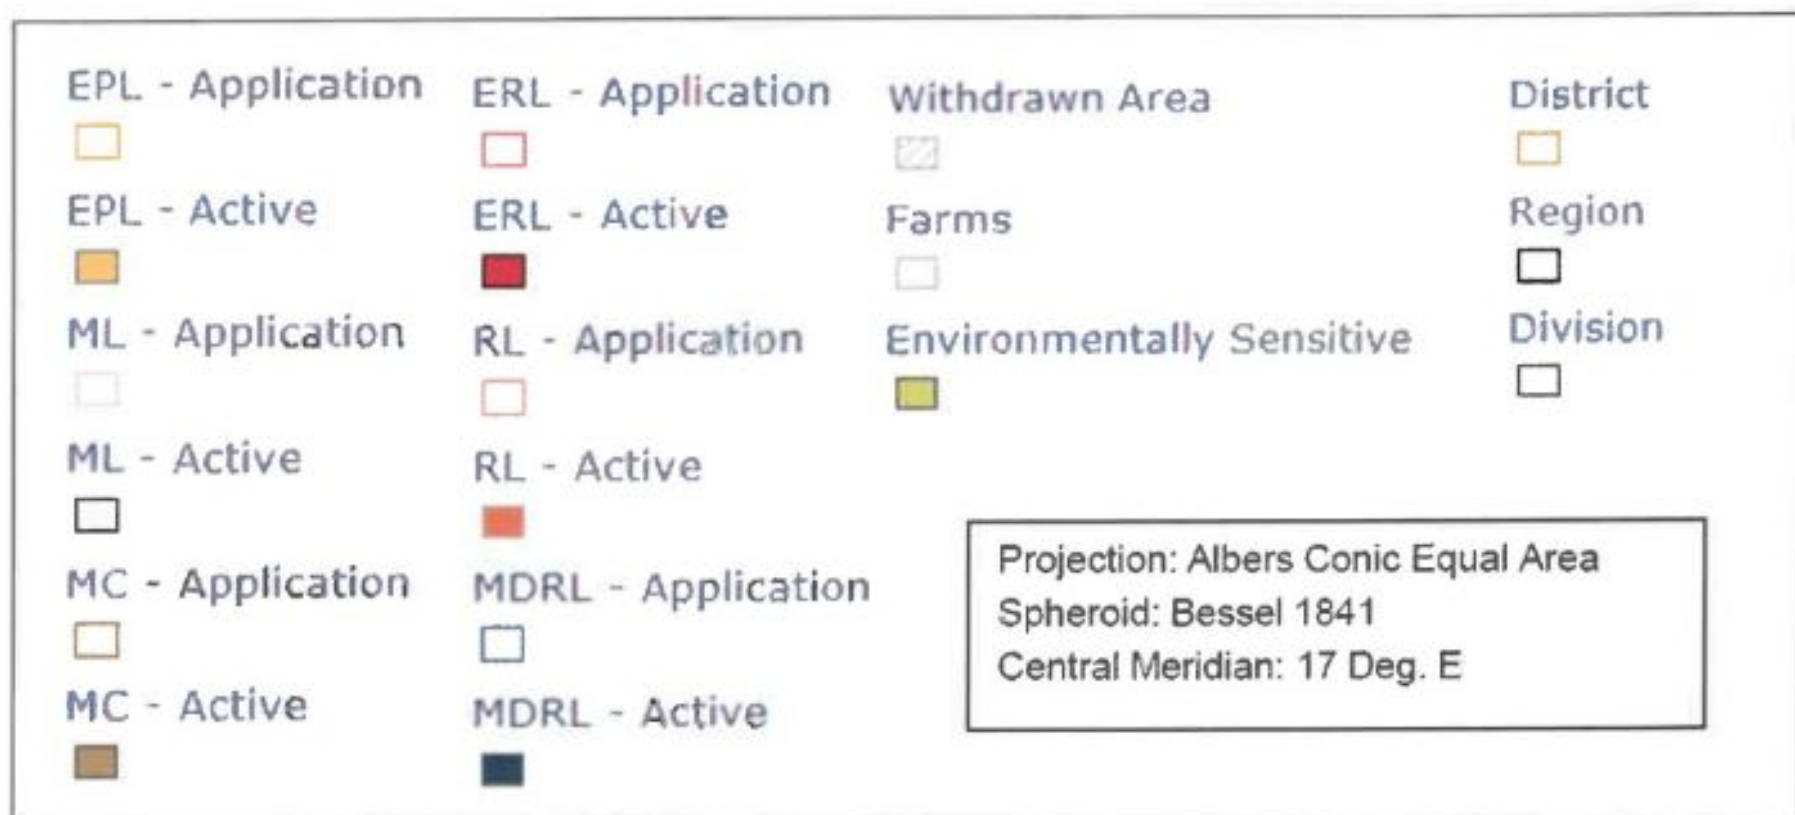 EPL - Application
EPL - Active
ML - Application
ML - Active
MC - Application
MC - Active
ERL - Application
ERL - Active
RL - Application
RL - Active
MDRL - Application
MDRL - Active
Withdrawn Area
Farms
Environmentally Sensitive
District
Region
Division
Projection: Albers Conic Equal Area
Spheroid: Bessel 1841
Central Meridian: 17 Deg. E